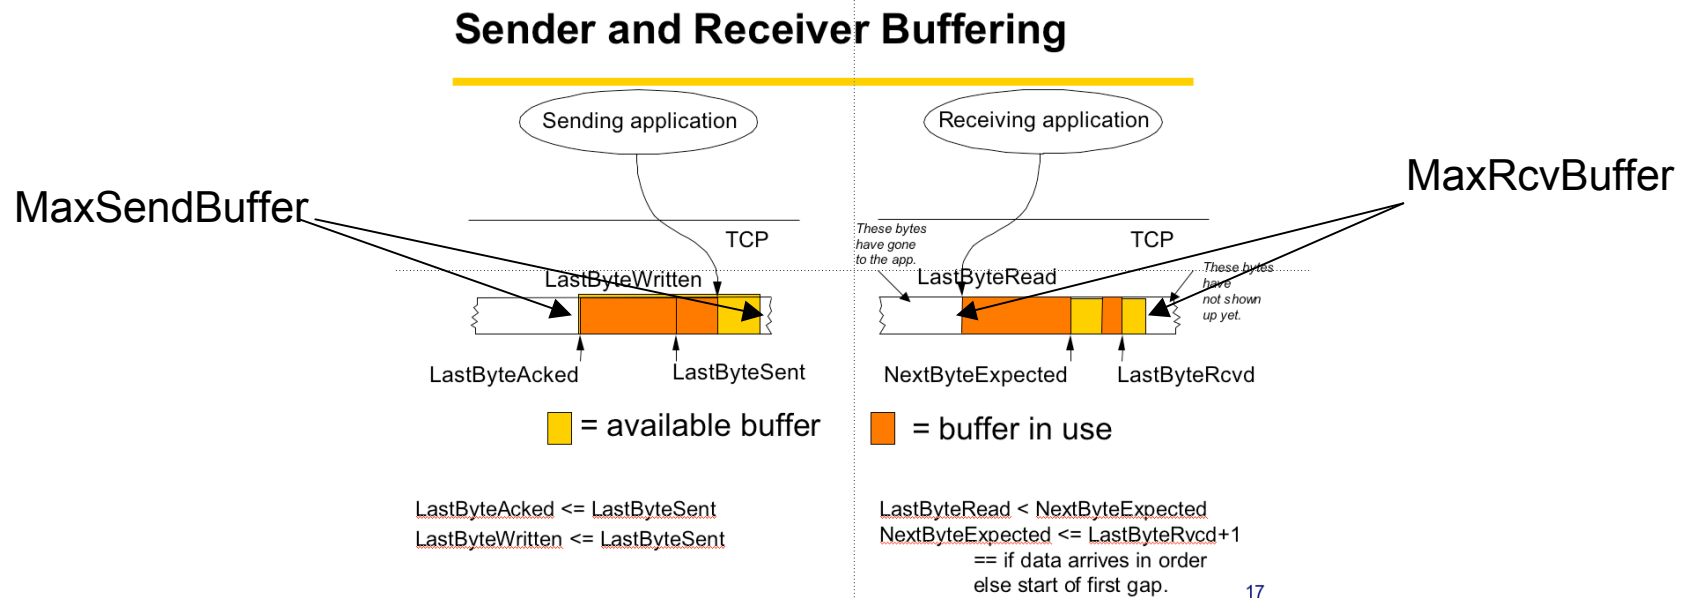 Sender and Receiver Buffering
Sending application
Receiving application
MaxSendBuffer
MaxRcvBuffer
TCP
These bytes
have gone
to the app.
TCP
LastByteWritten
LastByteRead
These bytes
have
not shown
up yet.
LastByteAcked
LastByteSent
NextByteExpected
LastByteRcvd
= available buffer
= buffer in use
LastByteAcked <= LastByteSent
LastByteWritten <= LastByteSent
LastByteRead < NextByteExpected
NextByteExpected <= LastByteRvcd+1
== if data arrives in order
else start of first gap.
17